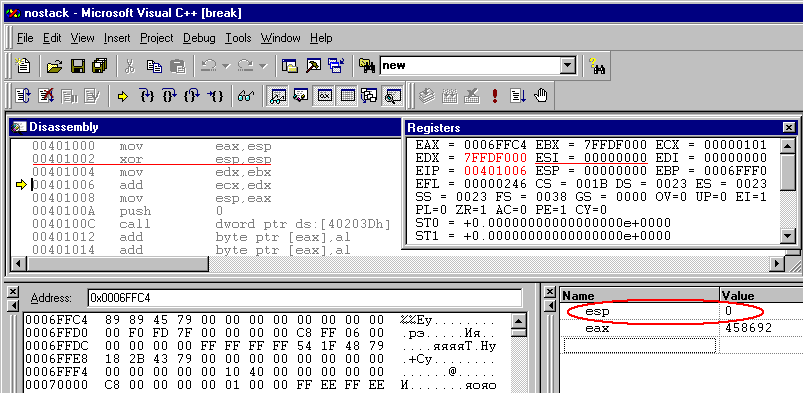 nostack - Microsoft Visual C++ [break]
File Edit View Insert Project Debug Tools Window Help
new
Disassembly
00401000 mov eax,esp
00401002 xor esp,esp
00401004 mov edx,ebx
00401006 add ecx,edx
00401008 mov esp,eax
0040100A push 0
0040100C call dword ptr ds:[40203Dh]
00401012 add byte ptr [eax],al
00401014 add byte ptr [eax],al
Registers
EAX = 0006FFC4 EBX = 7FFDF000 ECX = 00000101
EDX = 7FFDF000 ESI = 00000000 EDI = 00000000
EIP = 00401006 ESP = 00000000 EBP = 0006FFF0
EFL = 00000246 CS = 001B DS = 0023 ES = 0023
SS = 0023 FS = 0038 GS = 0000 OV=0 UP=0 EI=1
PL=0 ZR=1 AC=0 PE=1 CY=0
ST0 = +0.00000000000000000e+0000
ST1 = +0.00000000000000000e+0000
Address: 0x0006FFC4
0006FFC4 89 89 45 79 00 00 00 00 00 00 00 00 %%Ey........
0006FFD0 00 F0 FD 7F 00 00 00 00 C8 FF 06 00 .рэ.....Ия..
0006FFDC 00 00 00 00 FF FF FF FF 54 1F 48 79 ....яяяяT.Hy
0006FFE8 18 2B 43 79 00 00 00 00 00 00 00 00 .+Cy........
0006FFF4 00 00 00 00 00 10 40 00 00 00 00 00 ......@.....
00070000 C8 00 00 00 00 01 00 00 FF EE FF EE И.......яояо
Name Value
esp 0
eax 458692